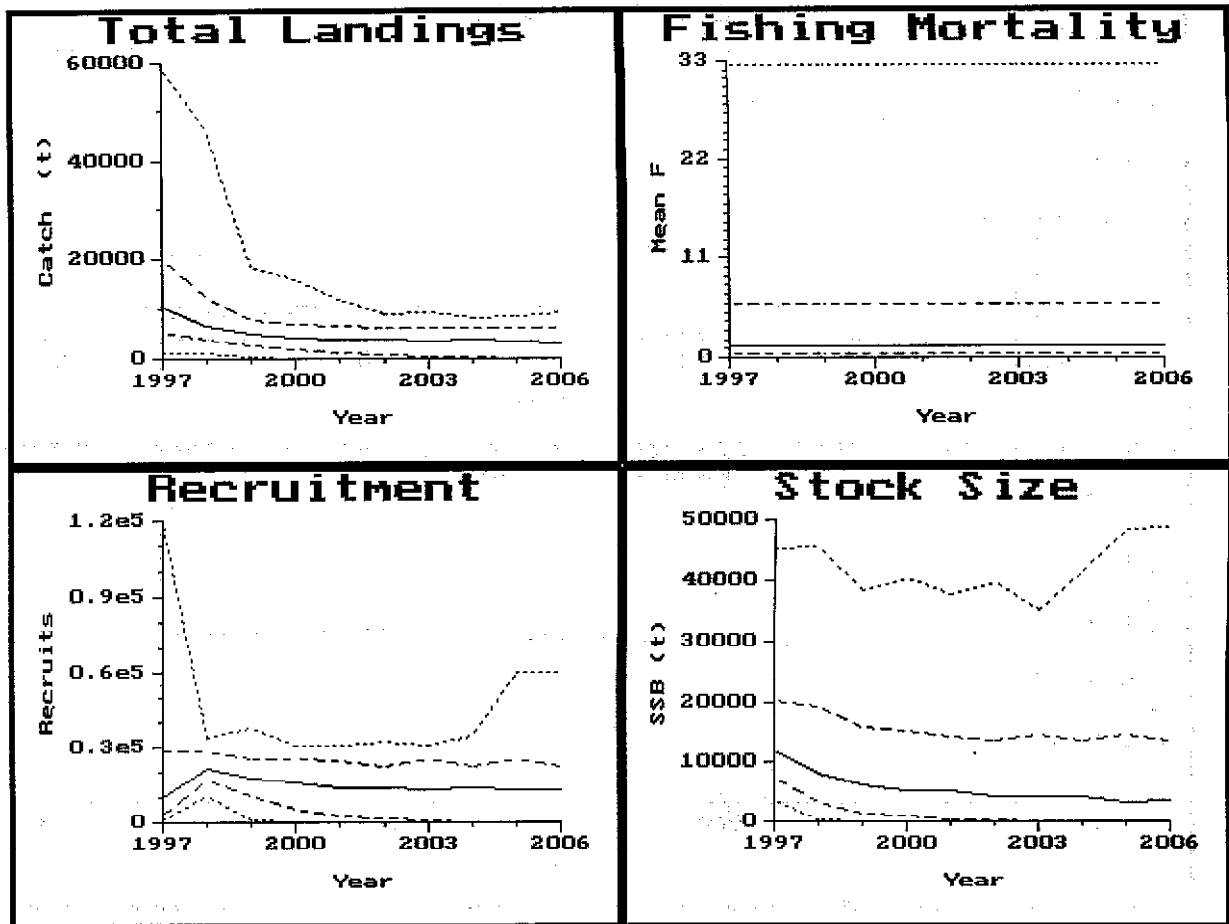 Total Landings
60000
40000
20000
0
Catch (t)
1997 2000 2003 2006
Year
Fishing Mortality
33
22
11
0
Mean F
1997 2000 2003 2006
Year
Recruitment
1.2e5
0.9e5
0.6e5
0.3e5
0
Recruits
1997 2000 2003 2006
Year
Stock Size
50000
40000
30000
20000
10000
0
SSB (t)
1997 2000 2003 2006
Year